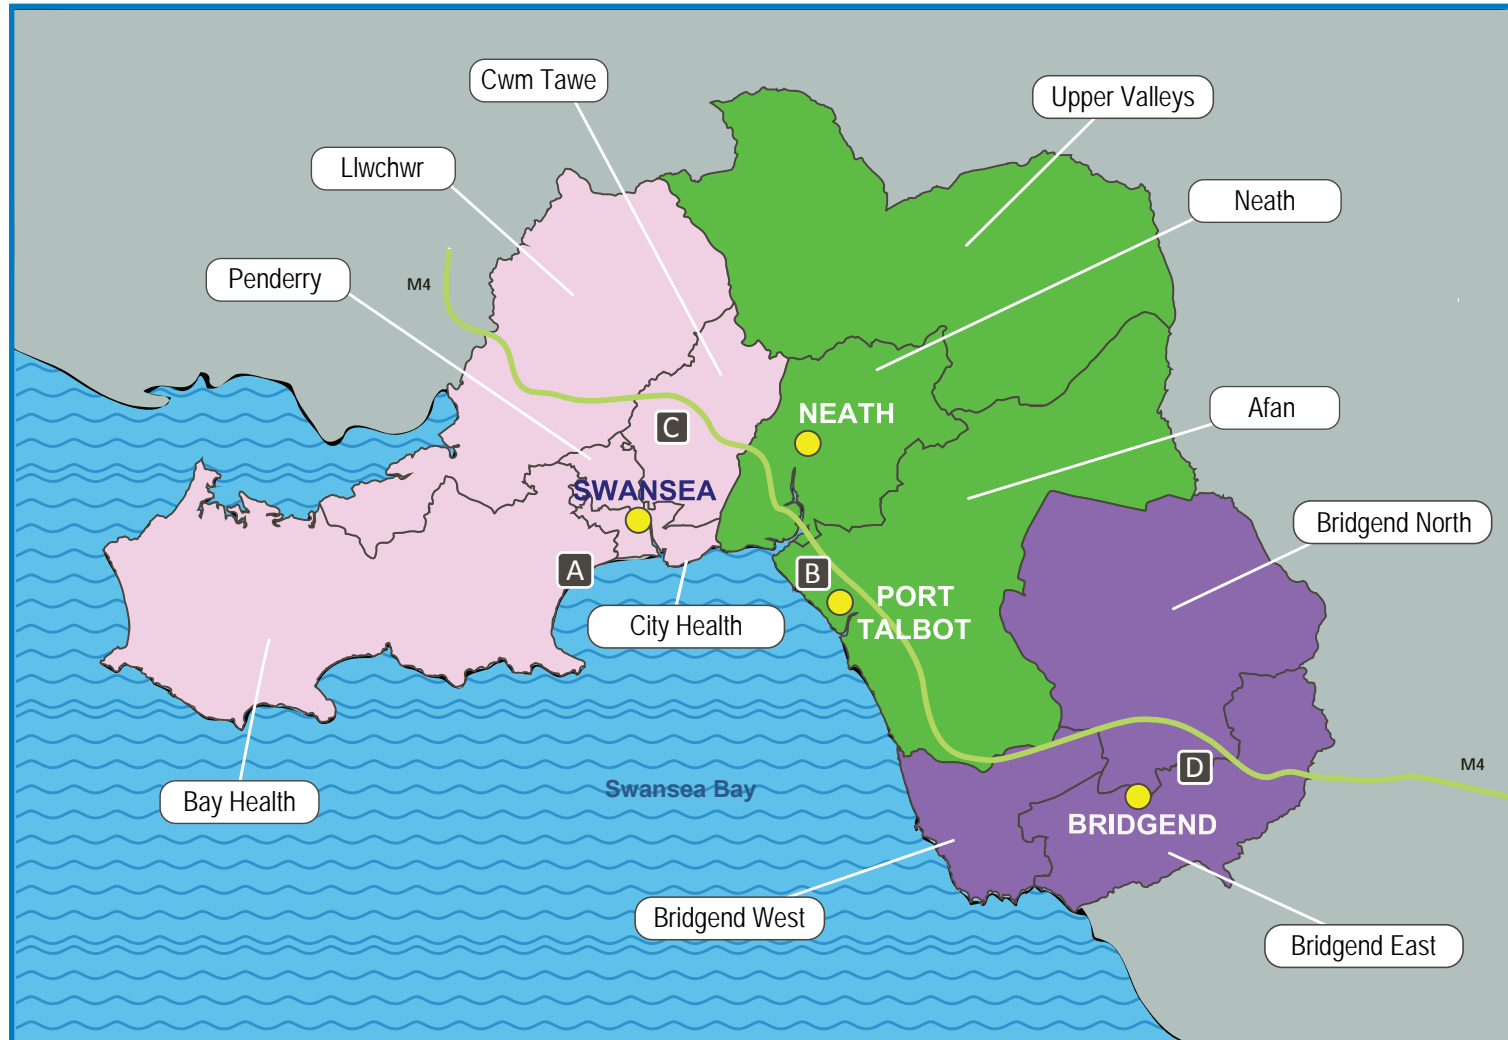 Cwm Tawe
Upper Valleys
Llwchwr
Neath
Penderry
M4
Afan
NEATH
C
SWANSEA
Bridgend North
A
B
PORT
TALBOT
City Health
M4
D
Swansea Bay
Bay Health
BRIDGEND
Bridgend West
Bridgend East